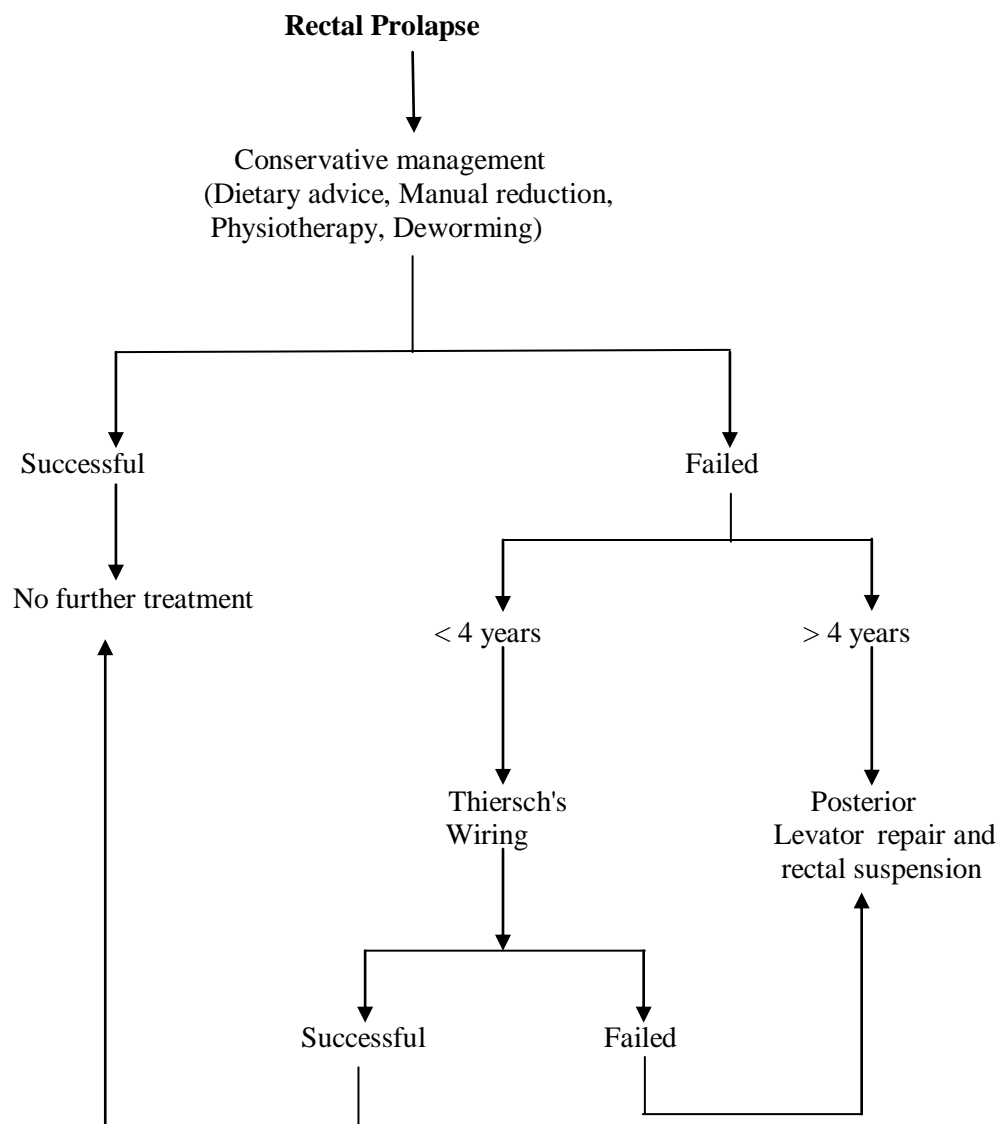 Rectal Prolapse
Conservative management
(Dietary advice, Manual reduction,
Physiotherapy, Deworming)
Successful
Failed
No further treatment
< 4 years
> 4 years
Thiersch's
Wiring
Posterior
Levator repair and
rectal suspension
Successful
Failed